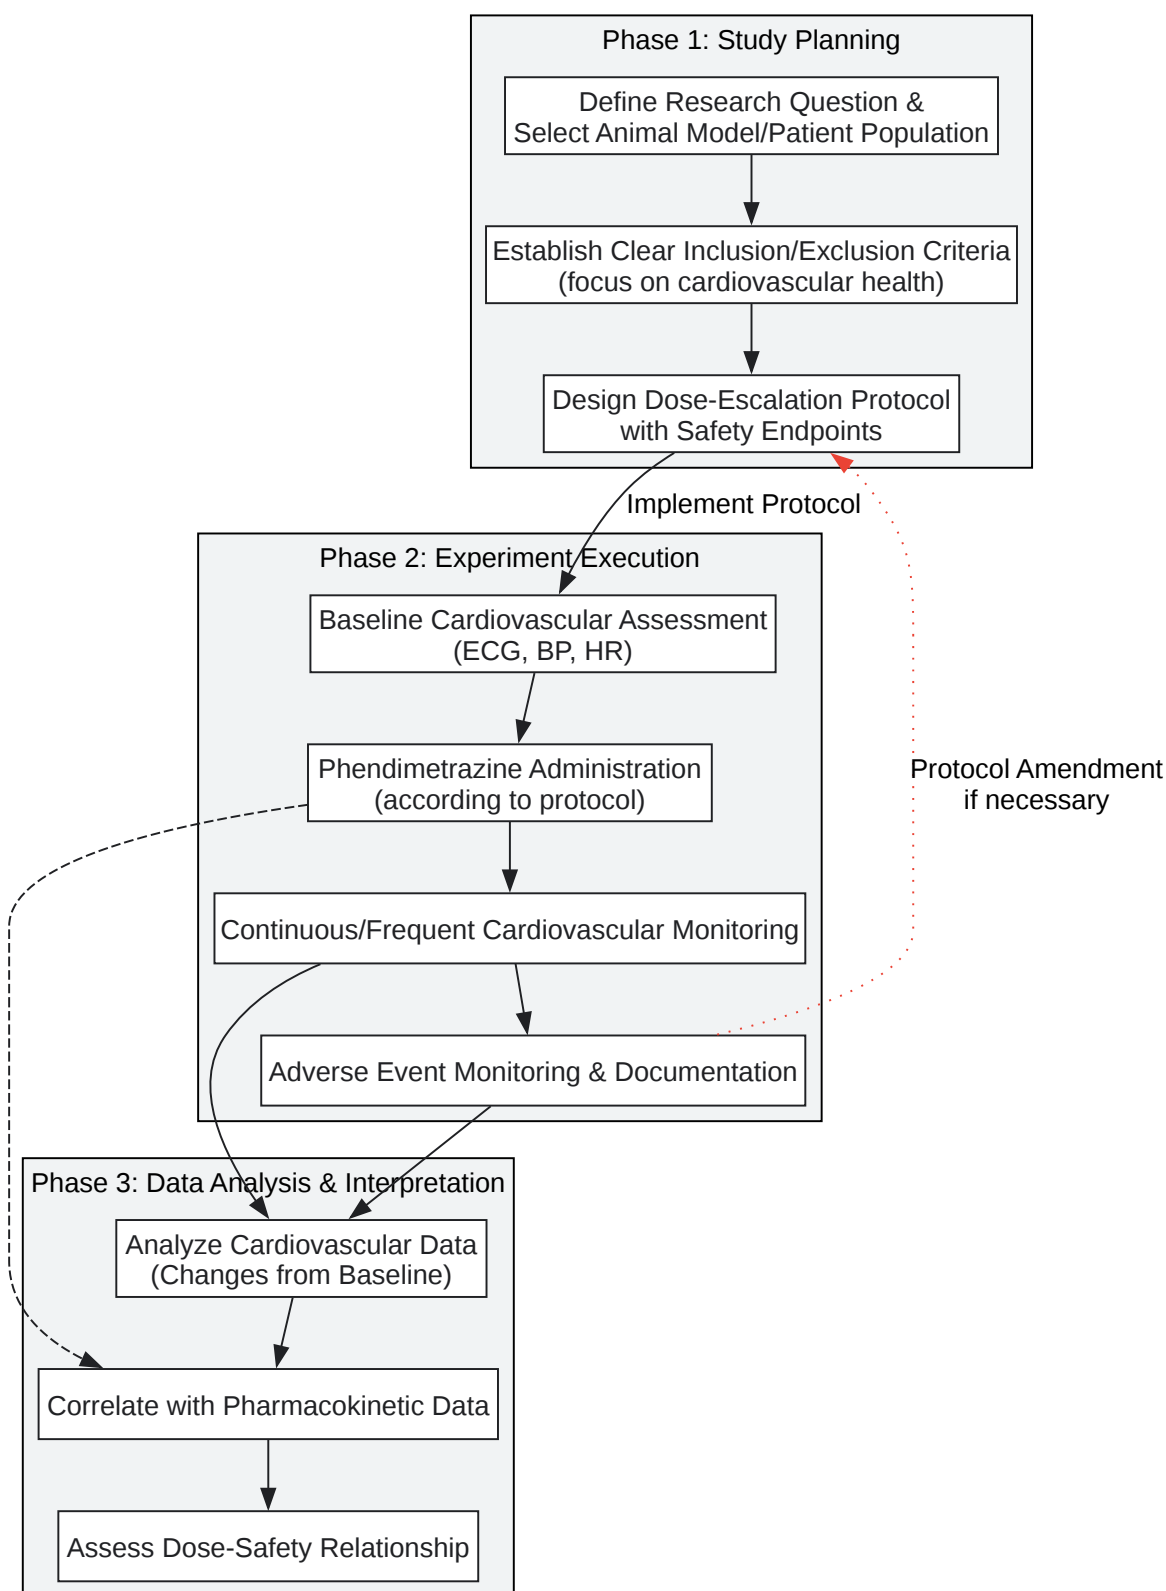 Phase 1: Study Planning
Define Research Question &
Select Animal Model/Patient Population
Establish Clear Inclusion/Exclusion Criteria
(focus on cardiovascular health)
Design Dose-Escalation Protocol
with Safety Endpoints
Implement Protocol
Phase 2: Experiment Execution
Baseline Cardiovascular Assessment
(ECG, BP, HR)
Phendimetrazine Administration
(according to protocol)
Protocol Amendment
if necessary
Continuous/Frequent Cardiovascular Monitoring
Adverse Event Monitoring & Documentation
Phase 3: Data Analysis & Interpretation
Analyze Cardiovascular Data
(Changes from Baseline)
Correlate with Pharmacokinetic Data
Assess Dose-Safety Relationship